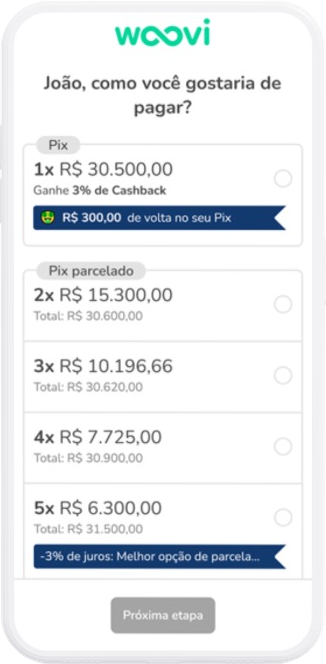 woovi
João, como você gostaria de
pagar?
Pix
1x R$ 30.500,00
Ganhe 3% de Cashback
R$ 300,00 de volta no seu Pix
Pix parcelado
2x R$ 15.300,00
Total: R$ 30.600,00
3x R$ 10.196,66
Total: R$ 30.620,00
4x R$ 7.725,00
Total: R$ 30.900,00
5x R$ 6.300,00
Total: R$ 31.500,00
-3% de juros: Melhor opção de parcela...
Próxima etapa